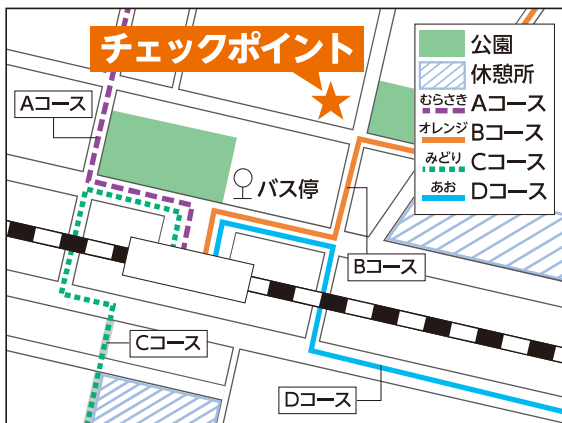 チェックポイント
公園
休憩所
むらさき Aコース
オレンジ Bコース
みどり Cコース
あお Dコース
Aコース
バス停
Bコース
Cコース
Dコース